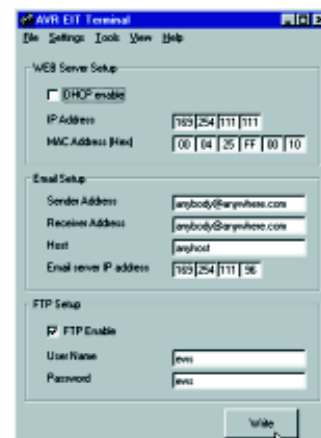 AVR EIT Terminal
File Settings Tools View Help
WEB Server Setup
DHCP enable
IP Address 169 254 111 111
MAC Address (Hex) 00 04 25 FF 00 10
Email Setup
Sender Address anybody@anywhere.com
Receiver Address anybody@anywhere.com
Host anyhost
Email server IP address 169 254 111 96
FTP Setup
FTP Enable
User Name
Password
Write